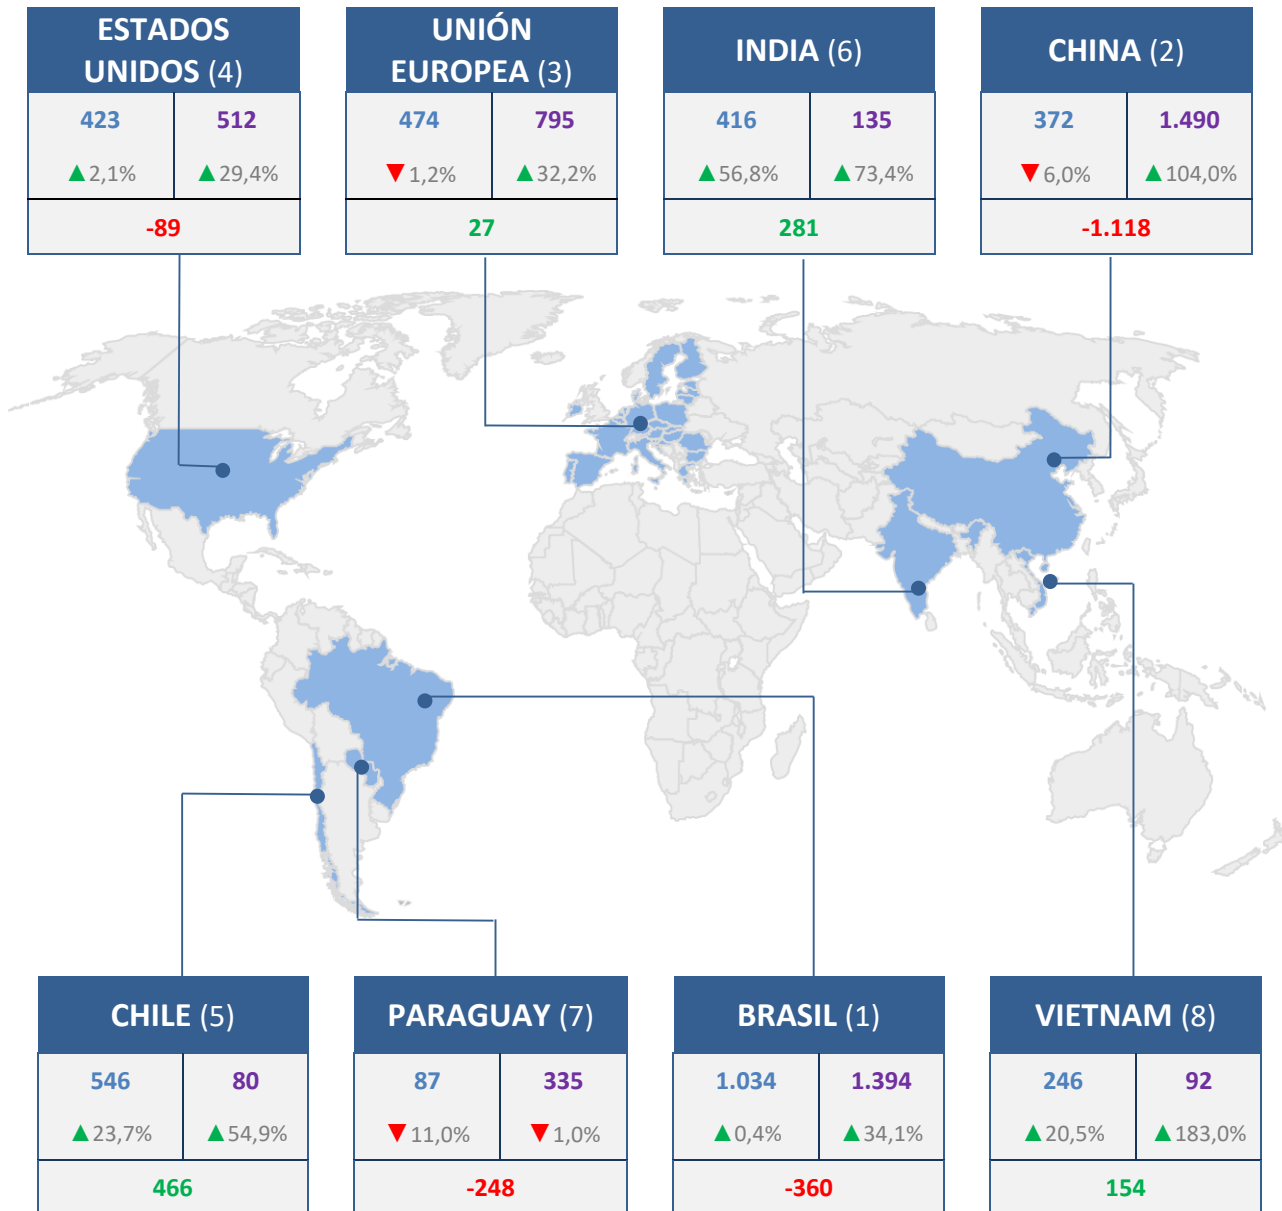 ESTADOS
UNIDOS (4)
423 512
▲2,1% ▲29,4%
-89
UNIÓN
EUROPEA (3)
474 795
▼1,2% ▲32,2%
27
INDIA (6)
416 135
▲56,8% ▲73,4%
281
CHINA (2)
372 1.490
▼6,0% ▲104,0%
-1.118
CHILE (5)
546 80
▲23,7% ▲54,9%
466
PARAGUAY (7)
87 335
▼11,0% ▼1,0%
-248
BRASIL (1)
1.034 1.394
▲0,4% ▲34,1%
-360
VIETNAM (8)
246 92
▲20,5% ▲183,0%
154